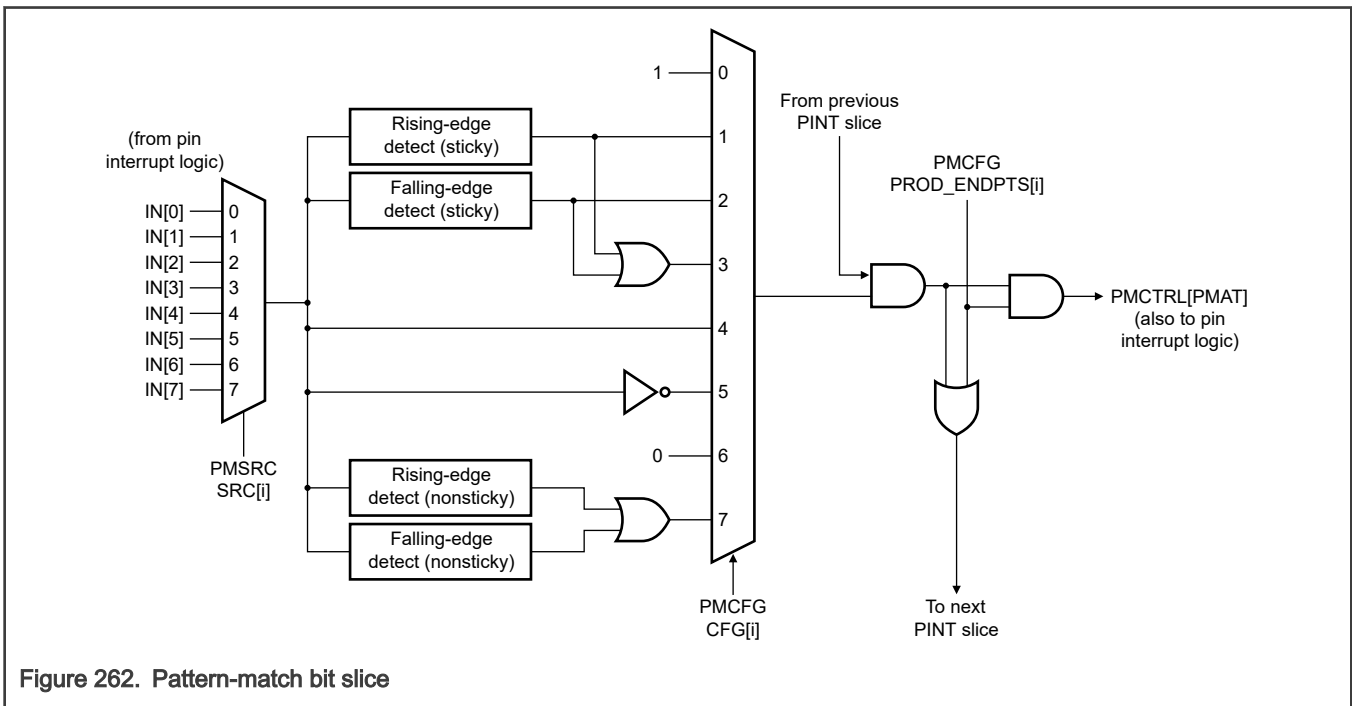 (from pin
interrupt logic)
IN[0]
IN[1]
IN[2]
IN[3]
IN[4]
IN[5]
IN[6]
IN[7]
0
1
2
3
4
5
6
7
PMSRC
SRC[i]
Rising-edge
detect (sticky)
Falling-edge
detect (sticky)
Rising-edge
detect (nonsticky)
Falling-edge
detect (nonsticky)
1
0
0
1
2
3
4
5
6
7
PMCFG
CFG[i]
From previous
PINT slice
PMCFG
PROD_ENDPTS[i]
PMCTRL[PMAT]
(also to pin
interrupt logic)
To next
PINT slice
Figure 262. Pattern-match bit slice